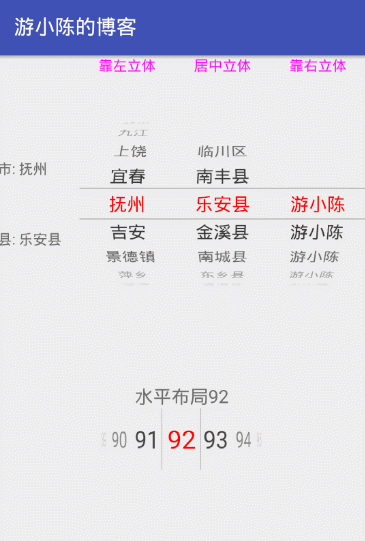 游小陈的博客
靠左立体 居中立体 靠右立体
九江
上饶 临川区
市: 抚州 宜春 南丰县
抚州 乐安县 游小陈
县: 乐安县 吉安 金溪县 游小陈
景德镇 南城县 游小陈
萍乡 东乡县 游小陈
水平布局92
90 91 92 93 94